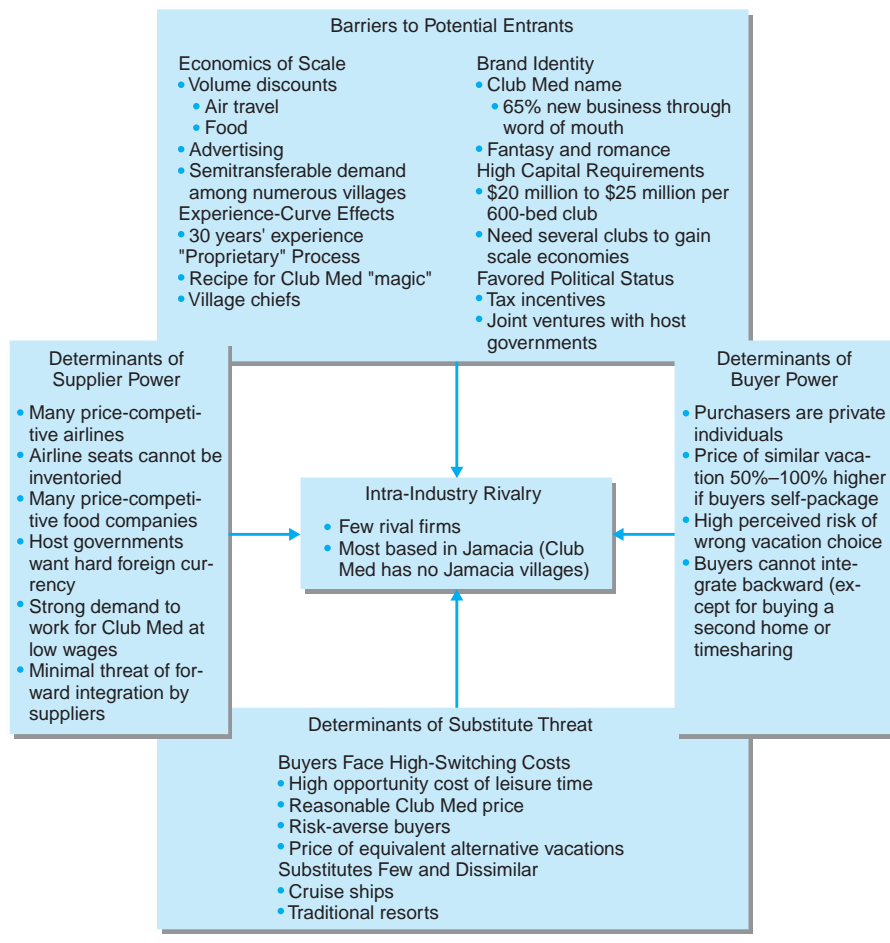 Barriers to Potential Entrants
Economics of Scale
• Volume discounts
• Air travel
• Food
• Advertising
• Semitransferable demand
among numerous villages
Experience-Curve Effects
• 30 years' experience
"Proprietary" Process
• Recipe for Club Med "magic"
• Village chiefs
Brand Identity
• Club Med name
• 65% new business through
word of mouth
• Fantasy and romance
High Capital Requirements
• $20 million to $25 million per
600-bed club
• Need several clubs to gain
scale economies
Favored Political Status
• Tax incentives
• Joint ventures with host
governments
Determinants of
Supplier Power
• Many price-competi-
tive airlines
• Airline seats cannot be
inventoried
• Many price-competi-
tive food companies
• Host governments
want hard foreign cur-
rency
• Strong demand to
work for Club Med at
low wages
• Minimal threat of for-
ward integration by
suppliers
Intra-Industry Rivalry
• Few rival firms
• Most based in Jamacia (Club
Med has no Jamacia villages)
Determinants of
Buyer Power
• Purchasers are private
individuals
• Price of similar vaca-
tion 50%–100% higher
if buyers self-package
• High perceived risk of
wrong vacation choice
• Buyers cannot inte-
grate backward (ex-
cept for buying a
second home or
timesharing
Determinants of Substitute Threat
Buyers Face High-Switching Costs
• High opportunity cost of leisure time
• Reasonable Club Med price
• Risk-averse buyers
• Price of equivalent alternative vacations
Substitutes Few and Dissimilar
• Cruise ships
• Traditional resorts